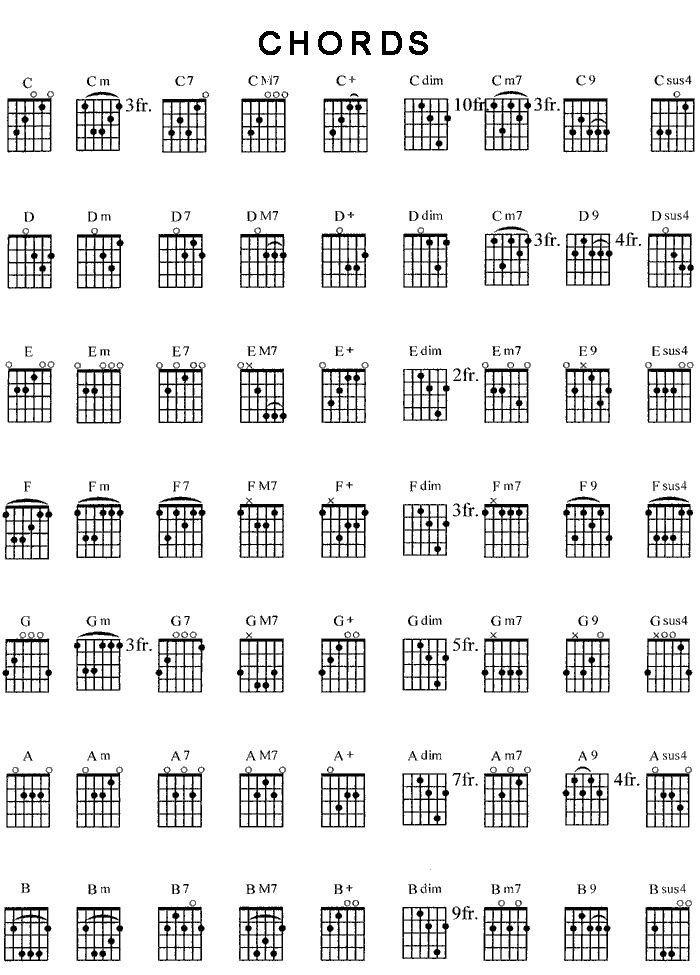 CHORDS
C Cm C7 CM7 C+ Cdim Cm7 C9 Csus4
3fr. 10fr. 3fr.
D Dm D7 DM7 D+ Ddim Cm7 D9 Dsus4
3fr. 4fr.
E Em E7 EM7 E+ Edim Em7 E9 Esus4
2fr.
F Fm F7 FM7 F+ Fdim Fm7 F9 Fsus4
3fr.
G Gm G7 GM7 G+ Gdim Gm7 G9 Gsus4
3fr. 5fr.
A Am A7 AM7 A+ Adim Am7 A9 Asus4
7fr. 4fr.
B Bm B7 BM7 B+ Bdim Bm7 B9 Bsus4
9fr.